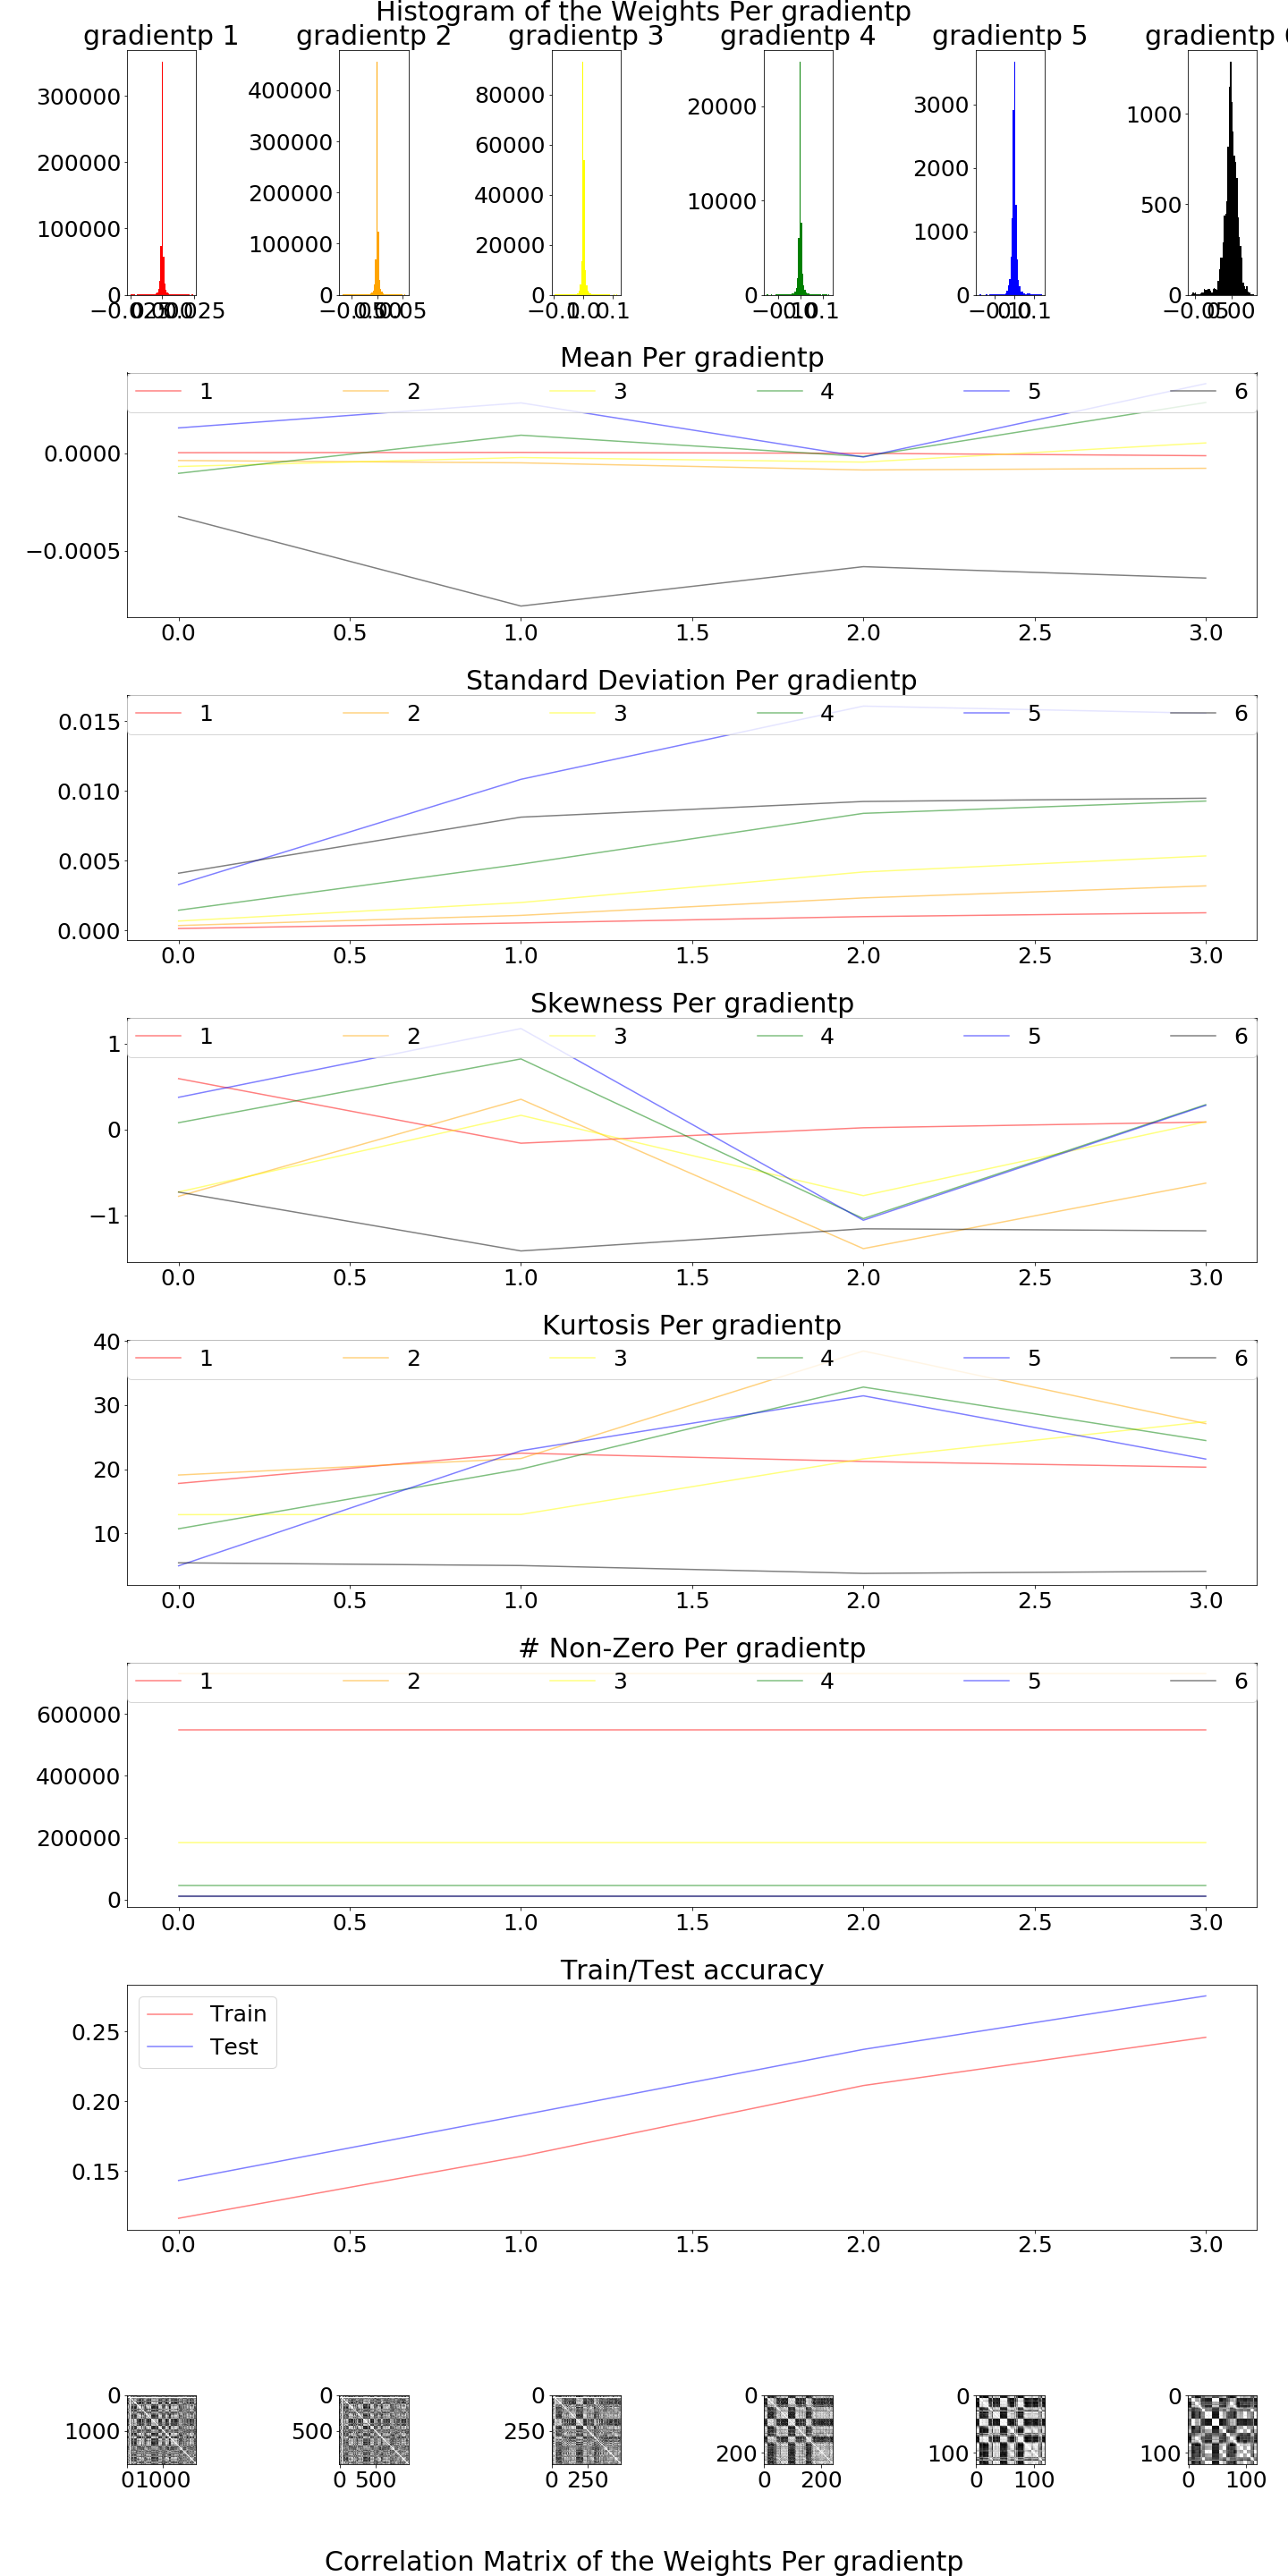 Histogram of the Weights Per gradientp
gradientp 1 gradientp 2 gradientp 3 gradientp 4 gradientp 5 gradientp
300000
200000
100000
0
400000
300000
200000
100000
0
80000
60000
40000
20000
0
20000
10000
0
3000
2000
1000
0
1000
500
0
−0.05 0.00
Mean Per gradientp
1 2 3 4 5 6
0.0000
−0.0005
0.0 0.5 1.0 1.5 2.0 2.5 3.0
Standard Deviation Per gradientp
1 2 3 4 5 6
0.015
0.010
0.005
0.000
0.0 0.5 1.0 1.5 2.0 2.5 3.0
Skewness Per gradientp
1 2 3 4 5 6
1
0
−1
0.0 0.5 1.0 1.5 2.0 2.5 3.0
Kurtosis Per gradientp
1 2 3 4 5 6
40
30
20
10
0.0 0.5 1.0 1.5 2.0 2.5 3.0
# Non-Zero Per gradientp
1 2 3 4 5 6
600000
400000
200000
0
0.0 0.5 1.0 1.5 2.0 2.5 3.0
Train/Test accuracy
Train
Test
0.25
0.20
0.15
0.0 0.5 1.0 1.5 2.0 2.5 3.0
0 0 0 0 0 0
1000 500 250 200 100 100
0 1000 0 500 0 250 0 200 0 100 0 100
Correlation Matrix of the Weights Per gradientp